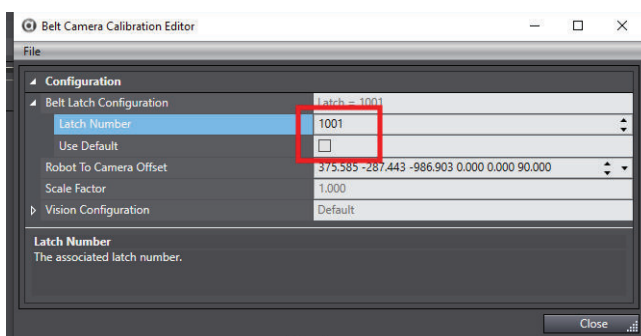 Belt Camera Calibration Editor
File
Configuration
Belt Latch Configuration Latch = 1001
Latch Number 1001
Use Default
Robot To Camera Offset 375.585 -287.443 -986.903 0.000 0.000 90.000
Scale Factor 1.000
Vision Configuration Default
Latch Number
The associated latch number.
Close